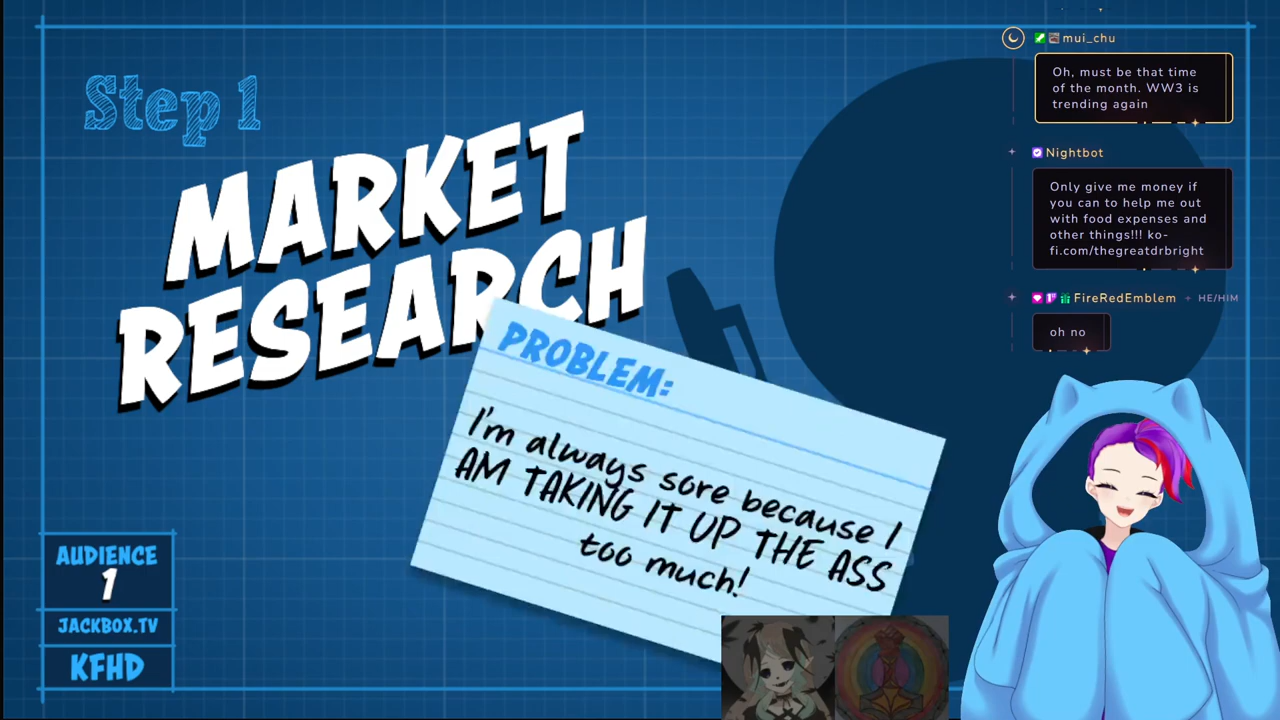 Step 1
MARKET
RESEARCH
PROBLEM:
I'm always sore because I
AM TAKING IT UP THE ASS
too much!
AUDIENCE
1
JACKBOX.TV
KFHD
mui_chu
Oh, must be that time
of the month. WW3 is
trending again
Nightbot
Only give me money if
you can to help me out
with food expenses and
other things!!! ko-
fi.com/thegreatdrbright
FireRedEmblem HE/HIM
oh no